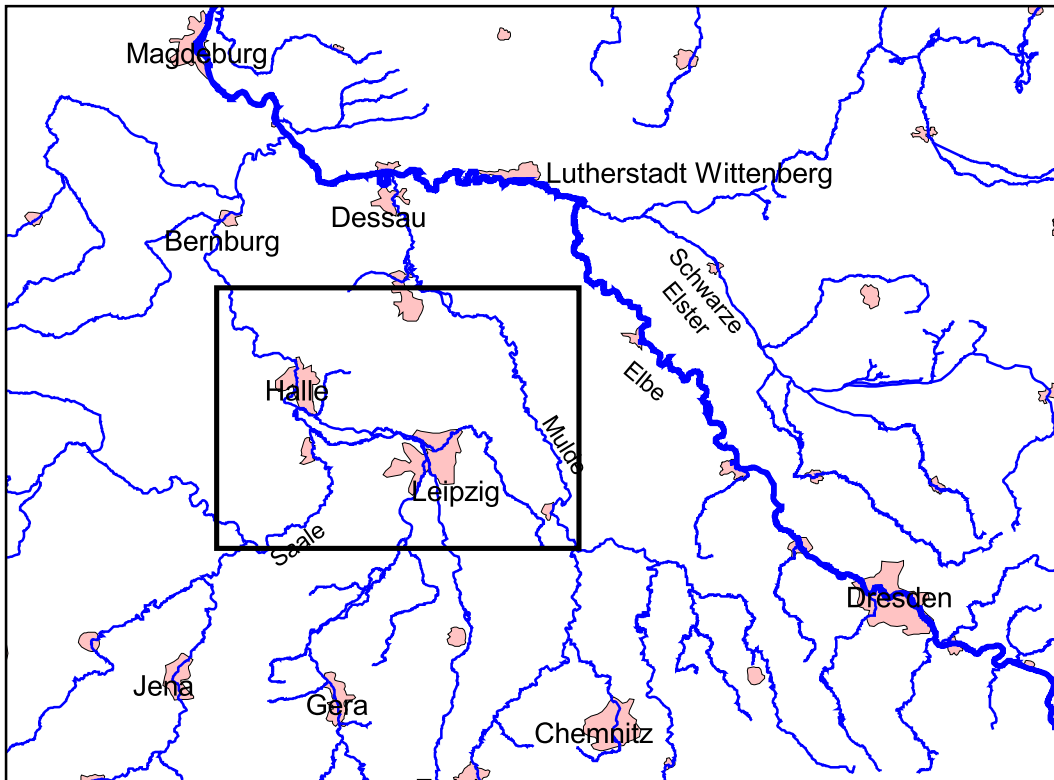 Magdeburg
Lutherstadt Wittenberg
Dessau
Bernburg
Schwarze
Elster
Elbe
Halle
Mulde
Leipzig
Saale
Dresden
Jena
Gera
Chemnitz